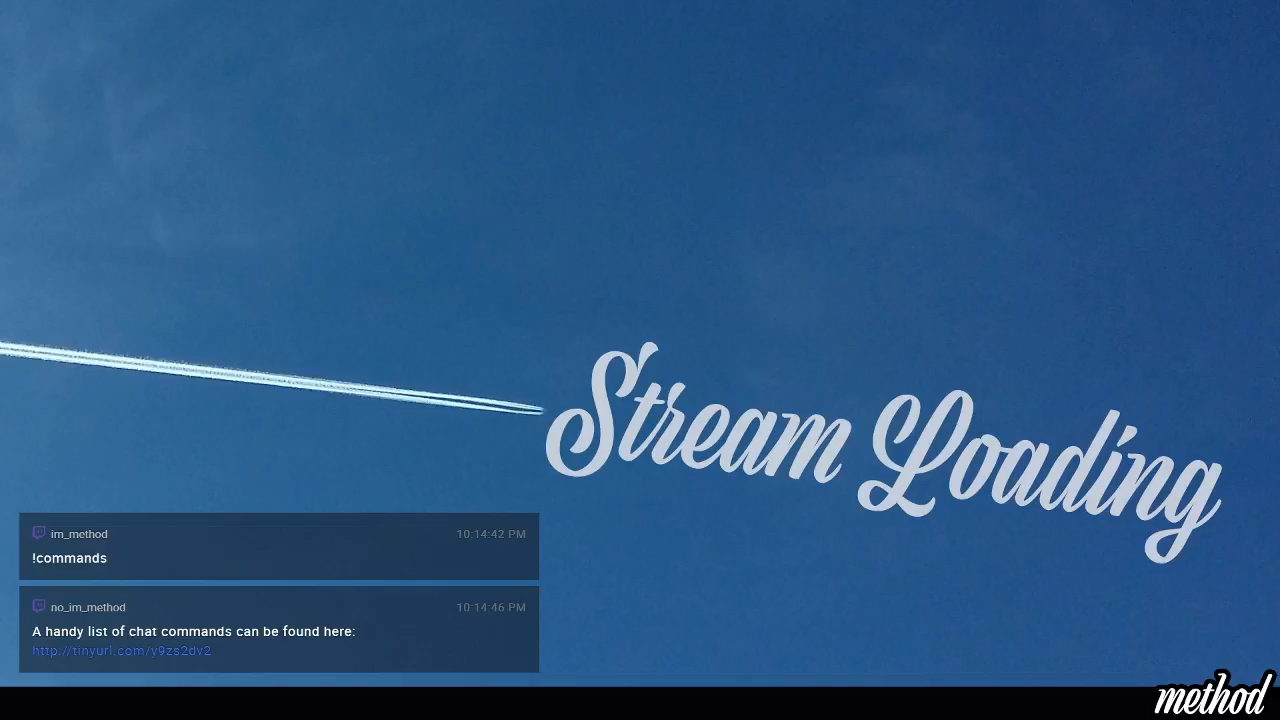 Stream Loading
im_method 10:14:42 PM
!commands
no_im_method 10:14:46 PM
A handy list of chat commands can be found here:
http://tinyurl.com/y9zs2dv2
method